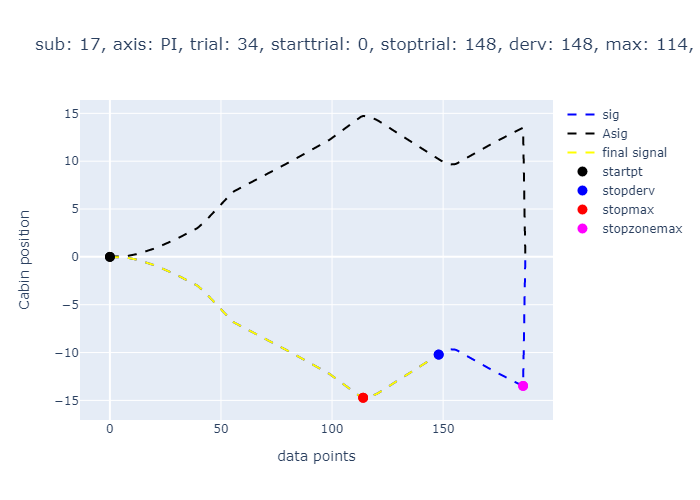 sub: 17, axis: PI, trial: 34, starttrial: 0, stoptrial: 148, derv: 148, max: 114,
15
10
5
0
−5
−10
−15
0
50
100
150
Cabin position
data points
sig
Asig
final signal
startpt
stopderv
stopmax
stopzonemax